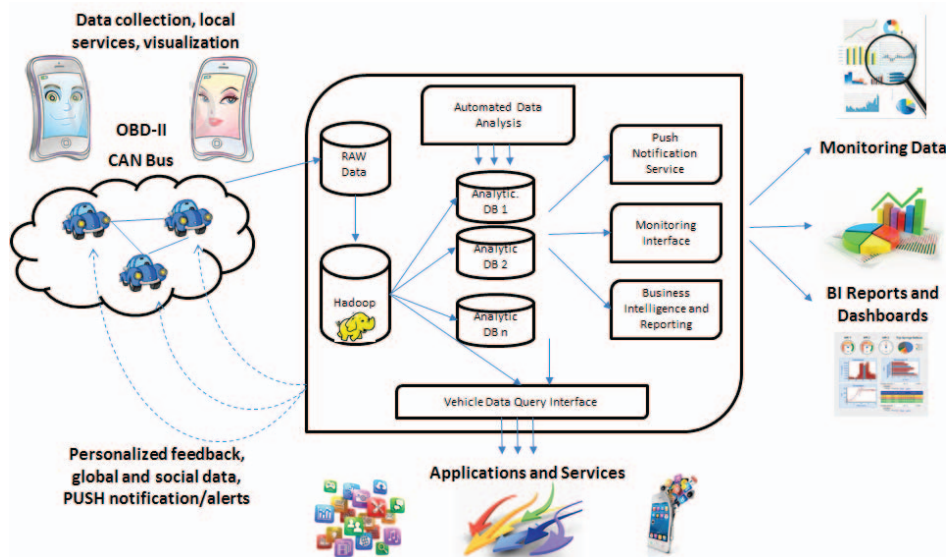 Data collection, local
services, visualization
OBD-II
CAN Bus
RAW
Data
Hadoop
Automated Data
Analysis
Analytic.
DB 1
Analytic
DB 2
Analytic
DB n
Push
Notification
Service
Monitoring
Interface
Business
Intelligence and
Reporting
Vehicle Data Query Interface
Monitoring Data
BI Reports and
Dashboards
Personalized feedback,
global and social data,
PUSH notification/alerts
Applications and Services